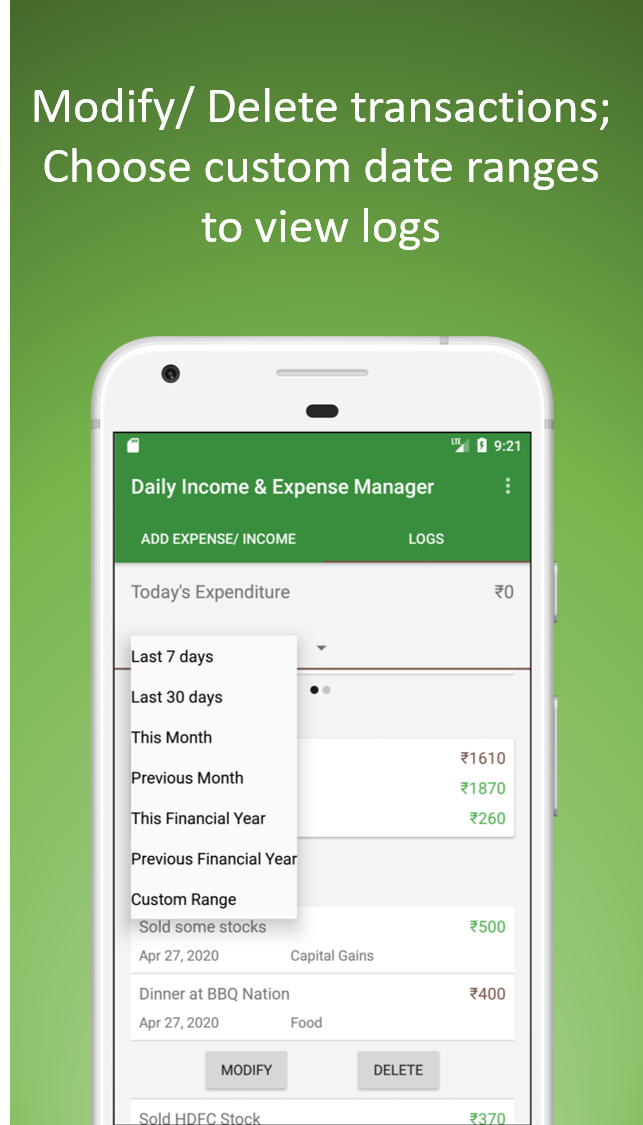 Modify/ Delete transactions;
Choose custom date ranges
to view logs
LTE 9:21
Daily Income & Expense Manager
ADD EXPENSE/ INCOME LOGS
Today's Expenditure ₹0
Last 7 days
Last 30 days
This Month
₹1610
Previous Month
₹1870
This Financial Year ₹260
Previous Financial Year
Custom Range
Sold some stocks ₹500
Apr 27, 2020 Capital Gains
Dinner at BBQ Nation ₹400
Apr 27, 2020 Food
MODIFY DELETE
Sold HDFC Stock ₹370